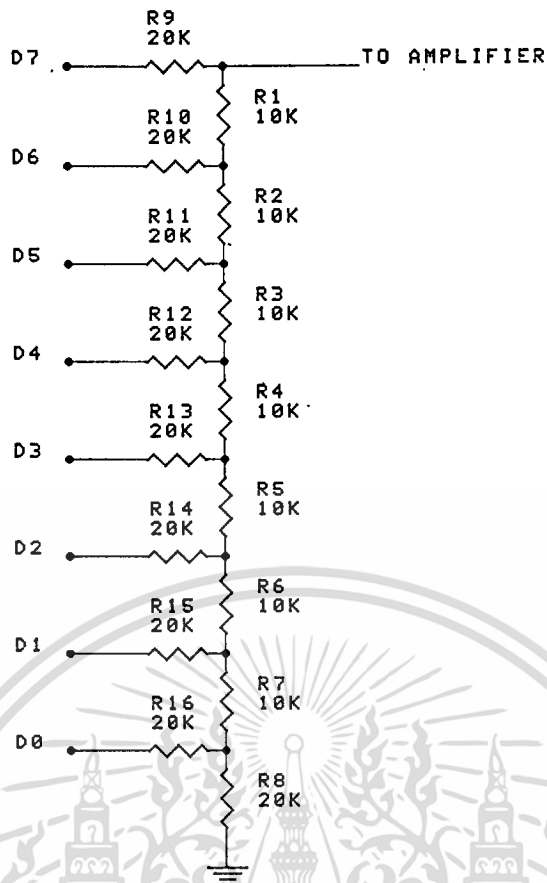 R9
20K
D7
TO AMPLIFIER
R1
10K
R10
20K
D6
R2
10K
R11
20K
D5
R3
10K
R12
20K
D4
R4
10K
R13
20K
D3
R5
10K
R14
20K
D2
R6
10K
R15
20K
D1
R7
10K
R16
20K
D0
R8
20K